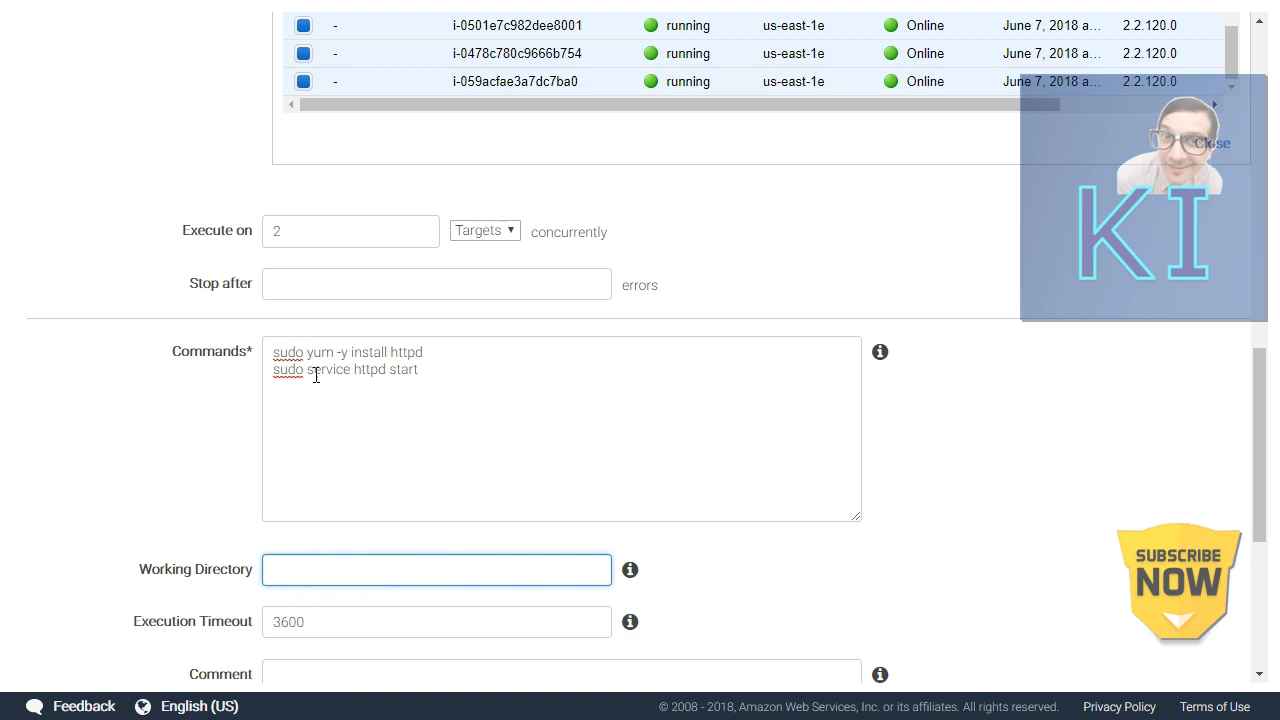 - i-0501e7c982dee8001 running us-east-1e Online June 7, 2018 a... 2.2.120.0
- i-0478c780c9666b754 running us-east-1e Online June 7, 2018 a... 2.2.120.0
- i-059acfae3a7dc7ba0 running us-east-1e Online June 7, 2018 a... 2.2.120.0
Close
KI
Execute on 2 Targets concurrently
Stop after errors
Commands* sudo yum -y install httpd
sudo service httpd start
Working Directory
SUBSCRIBE
NOW
Execution Timeout 3600
Comment
Feedback English (US) © 2008 - 2018, Amazon Web Services, Inc. or its affiliates. All rights reserved. Privacy Policy Terms of Use